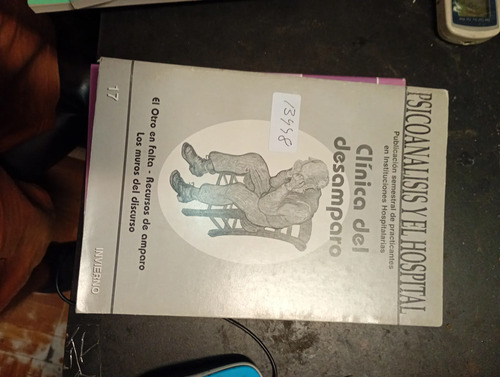 PSICOANALISIS Y EL HOSPITAL
Publicación semestral de practicantes
en Instituciones Hospitalarias
Clínica del
desamparo
13448
El Otro en falta - Recursos de amparo
Los muros del discurso
17
INVIERNO